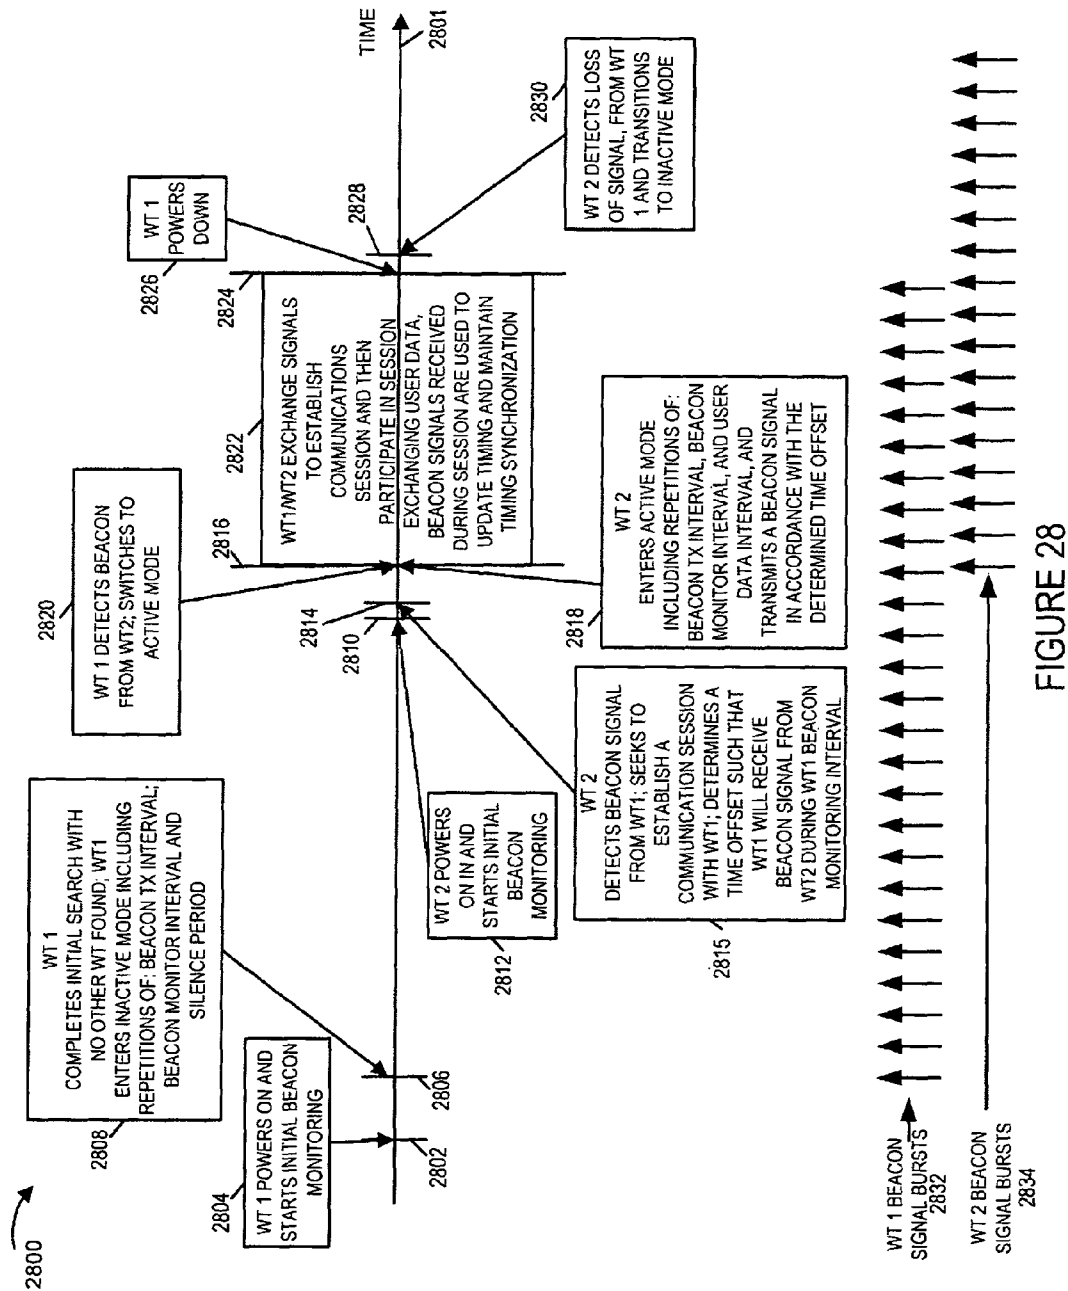 2800
2804
WT 1 POWERS ON AND
STARTS INITIAL BEACON
MONITORING
2802
2808
WT 1
COMPLETES INITIAL SEARCH WITH
NO OTHER WT FOUND; WT1
ENTERS INACTIVE MODE INCLUDING
REPETITIONS OF: BEACON TX INTERVAL;
BEACON MONITOR INTERVAL AND
SILENCE PERIOD
2806
2812
WT 2 POWERS
ON IN AND
STARTS INITIAL
BEACON
MONITORING
2810
2814
2815
WT 2
DETECTS BEACON SIGNAL
FROM WT1; SEEKS TO
ESTABLISH A
COMMUNICATION SESSION
WITH WT1; DETERMINES A
TIME OFFSET SUCH THAT
WT1 WILL RECEIVE
BEACON SIGNAL FROM
WT2 DURING WT1 BEACON
MONITORING INTERVAL
2820
WT 1 DETECTS BEACON
FROM WT2; SWITCHES TO
ACTIVE MODE
2816
2818
WT 2
ENTERS ACTIVE MODE
INCLUDING REPETITIONS OF:
BEACON TX INTERVAL, BEACON
MONITOR INTERVAL, AND USER
DATA INTERVAL, AND
TRANSMITS A BEACON SIGNAL
IN ACCORDANCE WITH THE
DETERMINED TIME OFFSET
2822
WT1/WT2 EXCHANGE SIGNALS
TO ESTABLISH
COMMUNICATIONS
SESSION AND THEN
PARTICIPATE IN SESSION
EXCHANGING USER DATA,
BEACON SIGNALS RECEIVED
DURING SESSION ARE USED TO
UPDATE TIMING AND MAINTAIN
TIMING SYNCHRONIZATION
2824
2826
WT 1
POWERS
DOWN
2828
2830
WT 2 DETECTS LOSS
OF SIGNAL, FROM WT
1 AND TRANSITIONS
TO INACTIVE MODE
TIME
2801
WT 1 BEACON
SIGNAL BURSTS
2832
WT 2 BEACON
SIGNAL BURSTS
2834
FIGURE 28